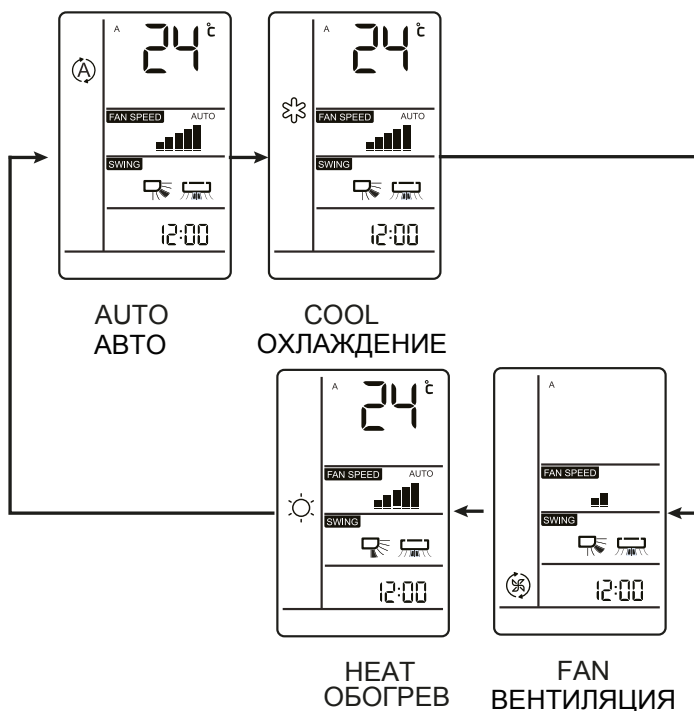 A
24 °C
FAN SPEED AUTO
SWING
12:00
AUTO
АВТО
A
24 °C
FAN SPEED AUTO
SWING
12:00
COOL
ОХЛАЖДЕНИЕ
A
24 °C
FAN SPEED AUTO
SWING
12:00
HEAT
ОБОГРЕВ
A
FAN SPEED
SWING
12:00
FAN
ВЕНТИЛЯЦИЯ